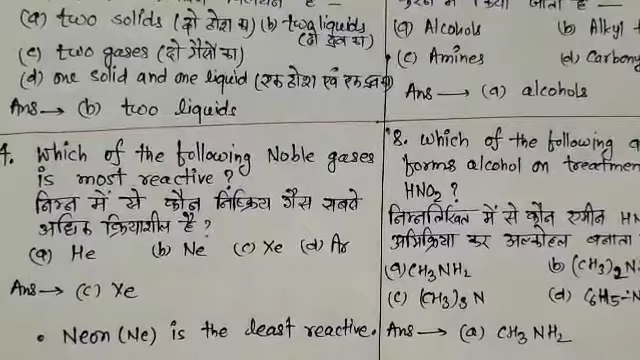 (a) two solids (दो ठोस का) (b) two liquids
(दो द्रव का)
(c) two gases (दो गैसों का)
(d) one solid and one liquid (एक ठोस एवं एक द्रव का)
Ans → (b) two liquids
4. Which of the following Noble gases
is most reactive?
निम्न में से कौन निष्क्रिय गैस सबसे
अधिक क्रियाशील है?
(a) He (b) Ne (c) Xe (d) Ar
Ans → (c) Xe
• Neon (Ne) is the least reactive.
(a) Alcohols (b) Alkyl
(c) Amines (d) Carbony
Ans → (a) alcohols
8. Which of the following a
forms alcohol on treatmen
HNO2?
निम्नलिखित में से कौन एमीन HN
अभिक्रिया कर अल्कोहल बनाता
(a) CH3NH2 (b) (CH3)2N
(c) (CH3)3N (d) C6H5-N
Ans → (a) CH3NH2